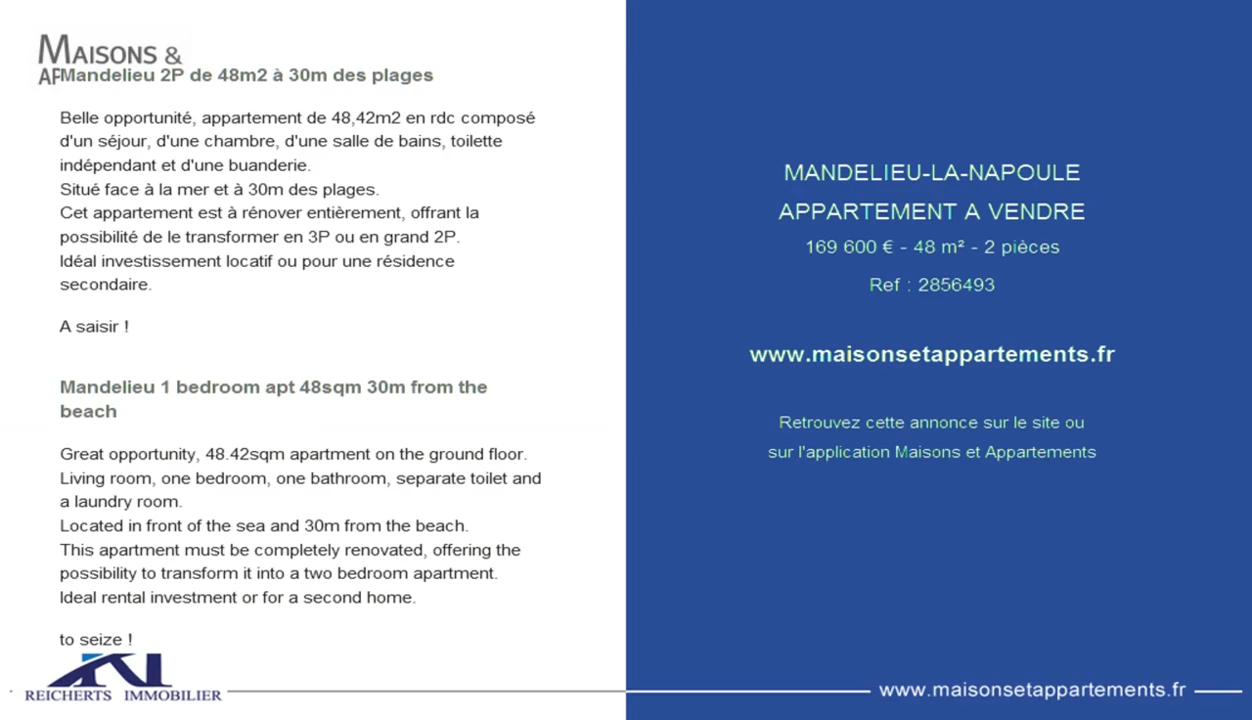 MAISONS &
AP
Mandelieu 2P de 48m2 à 30m des plages
Belle opportunité, appartement de 48,42m2 en rdc composé
d'un séjour, d'une chambre, d'une salle de bains, toilette
indépendant et d'une buanderie.
Situé face à la mer et à 30m des plages.
Cet appartement est à rénover entièrement, offrant la
possibilité de le transformer en 3P ou en grand 2P.
Idéal investissement locatif ou pour une résidence
secondaire.
A saisir !
Mandelieu 1 bedroom apt 48sqm 30m from the
beach
Great opportunity, 48.42sqm apartment on the ground floor.
Living room, one bedroom, one bathroom, separate toilet and
a laundry room.
Located in front of the sea and 30m from the beach.
This apartment must be completely renovated, offering the
possibility to transform it into a two bedroom apartment.
Ideal rental investment or for a second home.
to seize !
REICHERTS IMMOBILIER
MANDELIEU-LA-NAPOULE
APPARTEMENT A VENDRE
169 600 € - 48 m² - 2 pièces
Ref : 2856493
www.maisonsetappartements.fr
Retrouvez cette annonce sur le site ou
sur l'application Maisons et Appartements
www.maisonsetappartements.fr